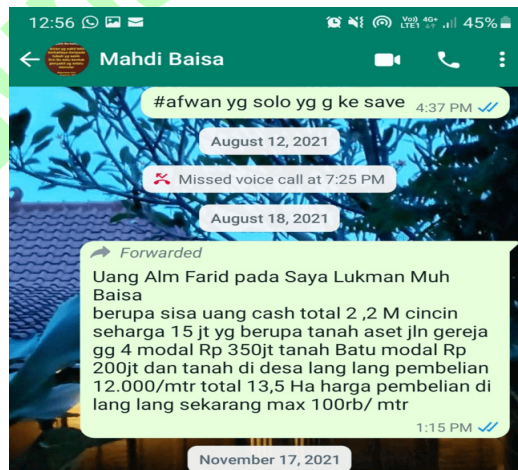 12:56
Vo)) 4G+
LTE1
45%
Mahdi Baisa
#afwan yg solo yg g ke save 4:37 PM
August 12, 2021
Missed voice call at 7:25 PM
August 18, 2021
Forwarded
Uang Alm Farid pada Saya Lukman Muh
Baisa
berupa sisa uang cash total 2 ,2 M cincin
seharga 15 jt yg berupa tanah aset jln gereja
gg 4 modal Rp 350jt tanah Batu modal Rp
200jt dan tanah di desa lang lang pembelian
12.000/mtr total 13,5 Ha harga pembelian di
lang lang sekarang max 100rb/ mtr
1:15 PM
November 17, 2021